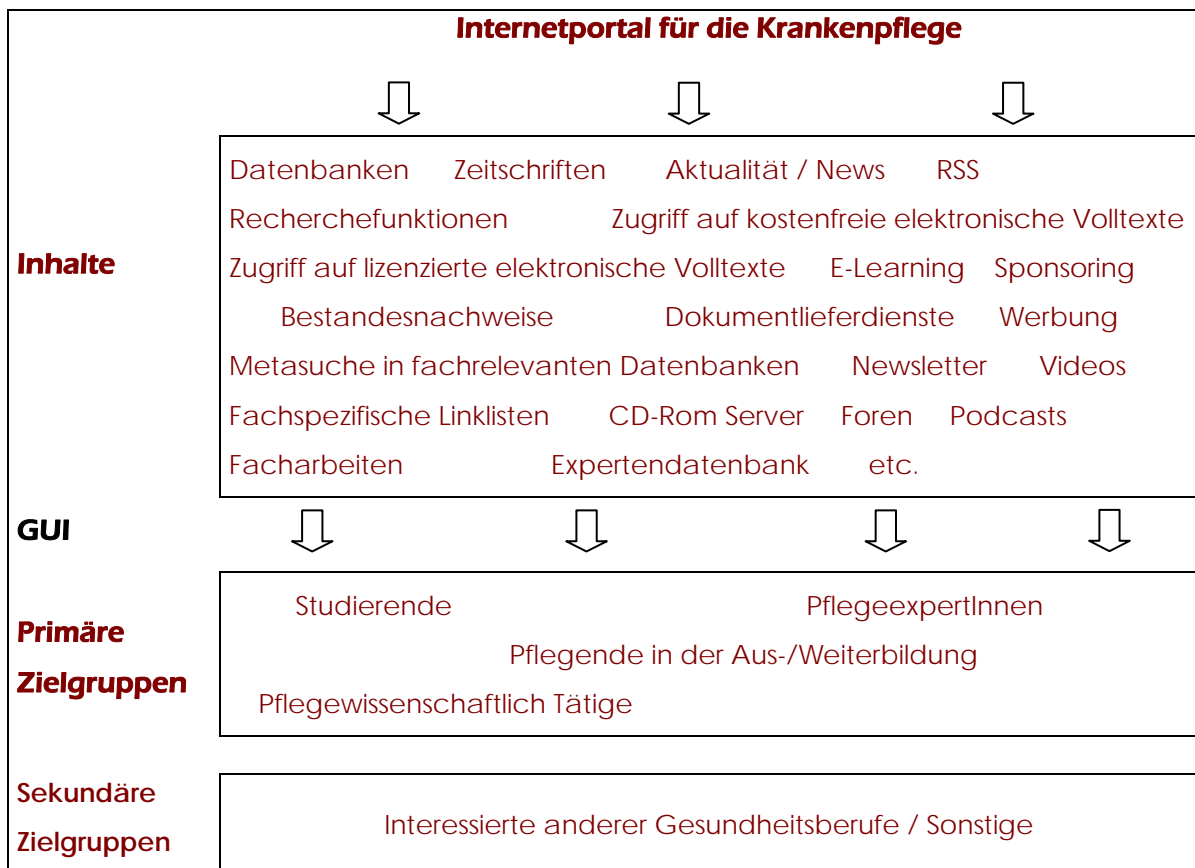 Internetportal für die Krankenpflege
Datenbanken Zeitschriften Aktualität / News RSS
Recherchefunktionen Zugriff auf kostenfreie elektronische Volltexte
Inhalte
Zugriff auf lizenzierte elektronische Volltexte E-Learning Sponsoring
Bestandesnachweise Dokumentlieferdienste Werbung
Metasuche in fachrelevanten Datenbanken Newsletter Videos
Fachspezifische Linklisten CD-Rom Server Foren Podcasts
Facharbeiten Expertendatenbank etc.
GUI
Primäre
Zielgruppen
Studierende PflegeexpertInnen
Pflegende in der Aus-/Weiterbildung
Pflegewissenschaftlich Tätige
Sekundäre
Zielgruppen
Interessierte anderer Gesundheitsberufe / Sonstige